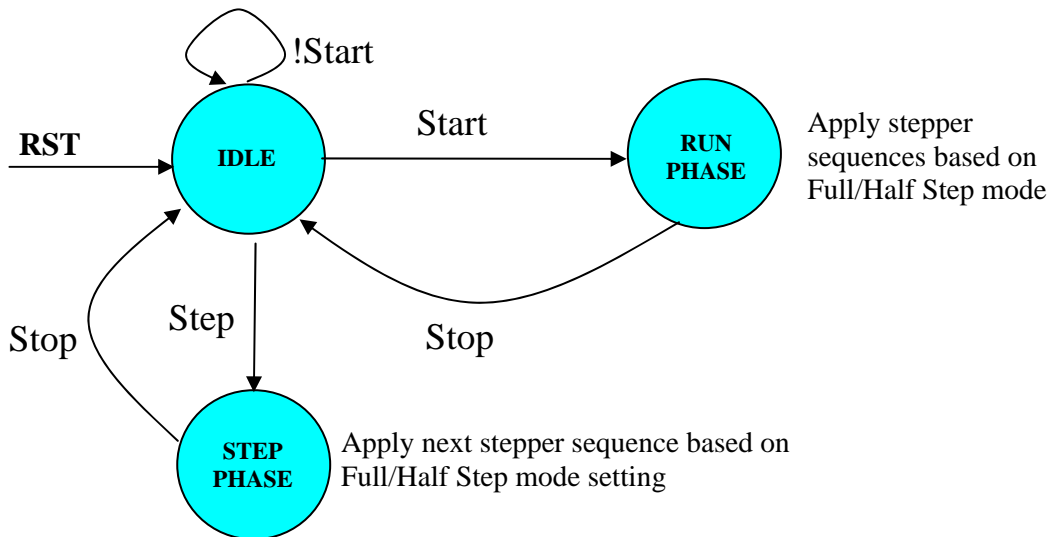 !Start
RST
IDLE
Start
RUN
PHASE
Apply stepper
sequences based on
Full/Half Step mode
Stop
Step
Stop
STEP
PHASE
Apply next stepper sequence based on
Full/Half Step mode setting